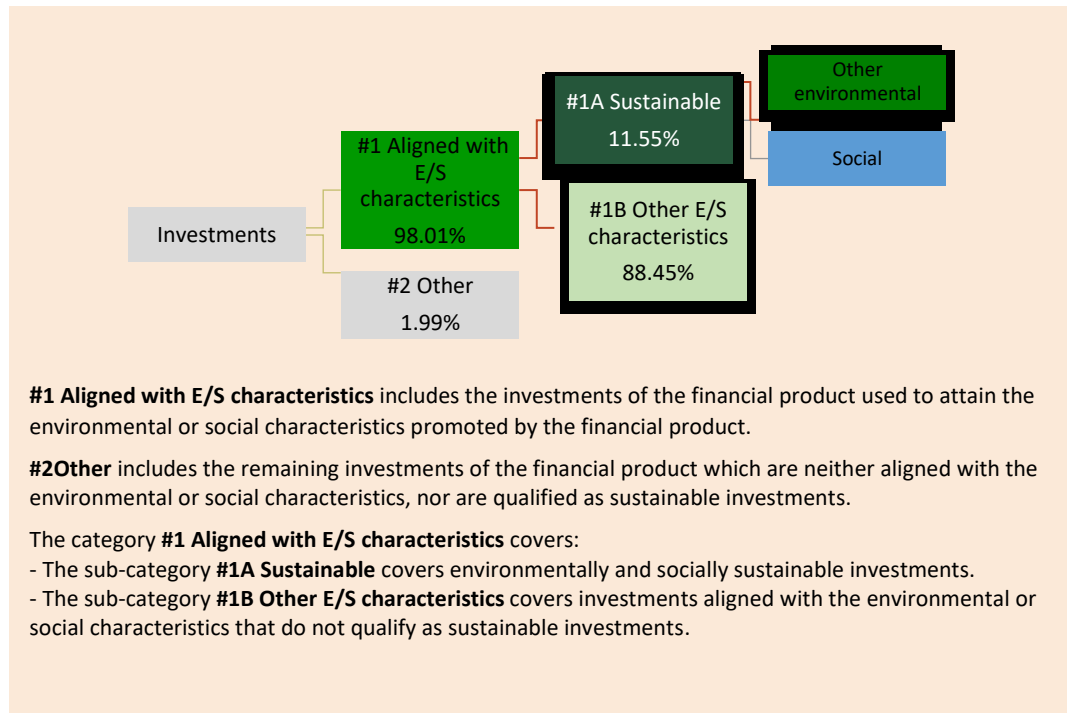 Investments
#1 Aligned with
E/S
characteristics
98.01%
#2 Other
1.99%
#1A Sustainable
11.55%
#1B Other E/S
characteristics
88.45%
Other
environmental
Social
#1 Aligned with E/S characteristics includes the investments of the financial product used to attain the
environmental or social characteristics promoted by the financial product.
#2Other includes the remaining investments of the financial product which are neither aligned with the
environmental or social characteristics, nor are qualified as sustainable investments.
The category #1 Aligned with E/S characteristics covers:
- The sub-category #1A Sustainable covers environmentally and socially sustainable investments.
- The sub-category #1B Other E/S characteristics covers investments aligned with the environmental or
social characteristics that do not qualify as sustainable investments.